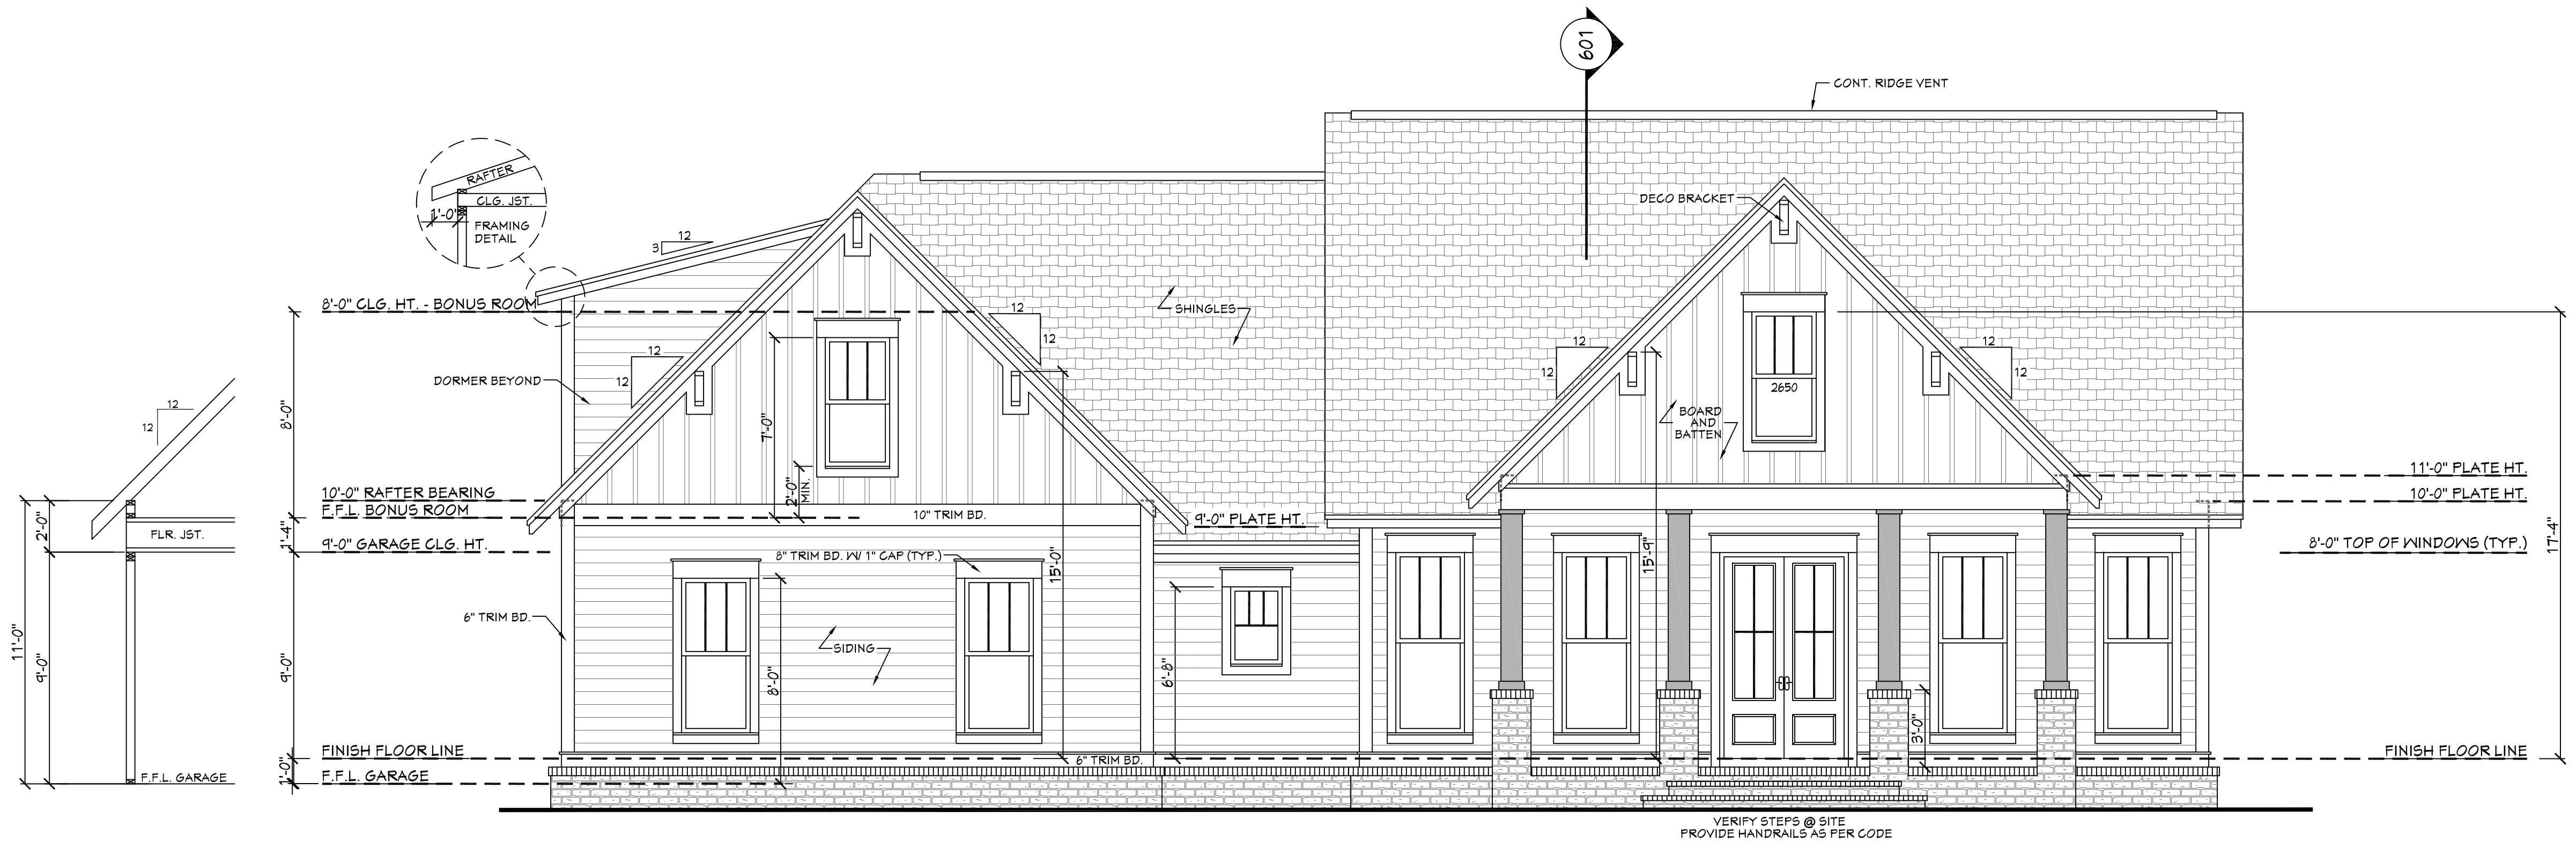 601
CONT. RIDGE VENT
RAFTER
CLG. JST.
1'-0"
FRAMING
DETAIL
12
3
DECO BRACKET
8'-0" CLG. HT. - BONUS ROOM
SHINGLES
12
12
12
12
12
12
12
12
DORMER BEYOND
2650
BOARD
AND
BATTEN
12
12
8'-0"
7'-0"
2'-0"
MIN.
15'-0"
15'-9"
17'-4"
11'-0" PLATE HT.
10'-0" PLATE HT.
10'-0" RAFTER BEARING
F.F.L. BONUS ROOM
10" TRIM BD.
9'-0" PLATE HT.
2'-0"
FLR. JST.
1'-4"
9'-0" GARAGE CLG. HT.
8" TRIM BD. W/ 1" CAP (TYP.)
8'-0" TOP OF WINDOWS (TYP.)
6" TRIM BD.
SIDING
11'-0"
9'-0"
9'-0"
8'-0"
6'-8"
3'-0"
FINISH FLOOR LINE
FINISH FLOOR LINE
6" TRIM BD.
F.F.L. GARAGE
1'-0"
F.F.L. GARAGE
VERIFY STEPS @ SITE
PROVIDE HANDRAILS AS PER CODE